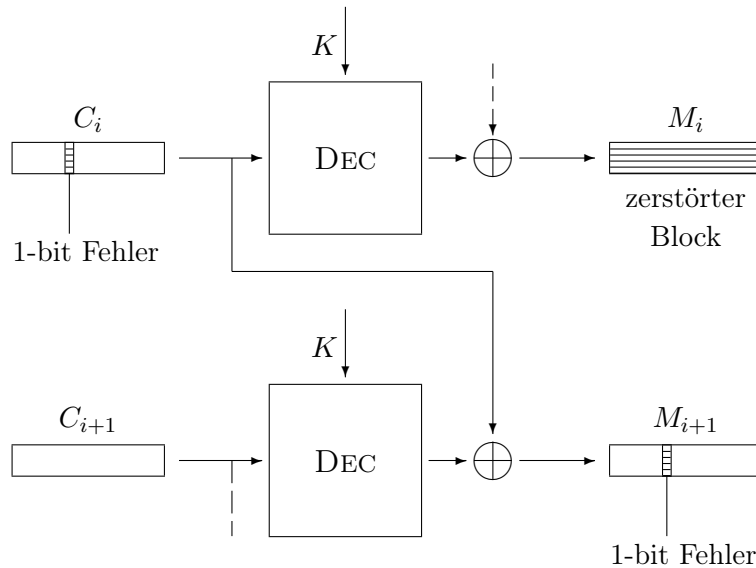 K
C_i
DEC
M_i
zerstörter
Block
1-bit Fehler
K
C_{i+1}
DEC
M_{i+1}
1-bit Fehler